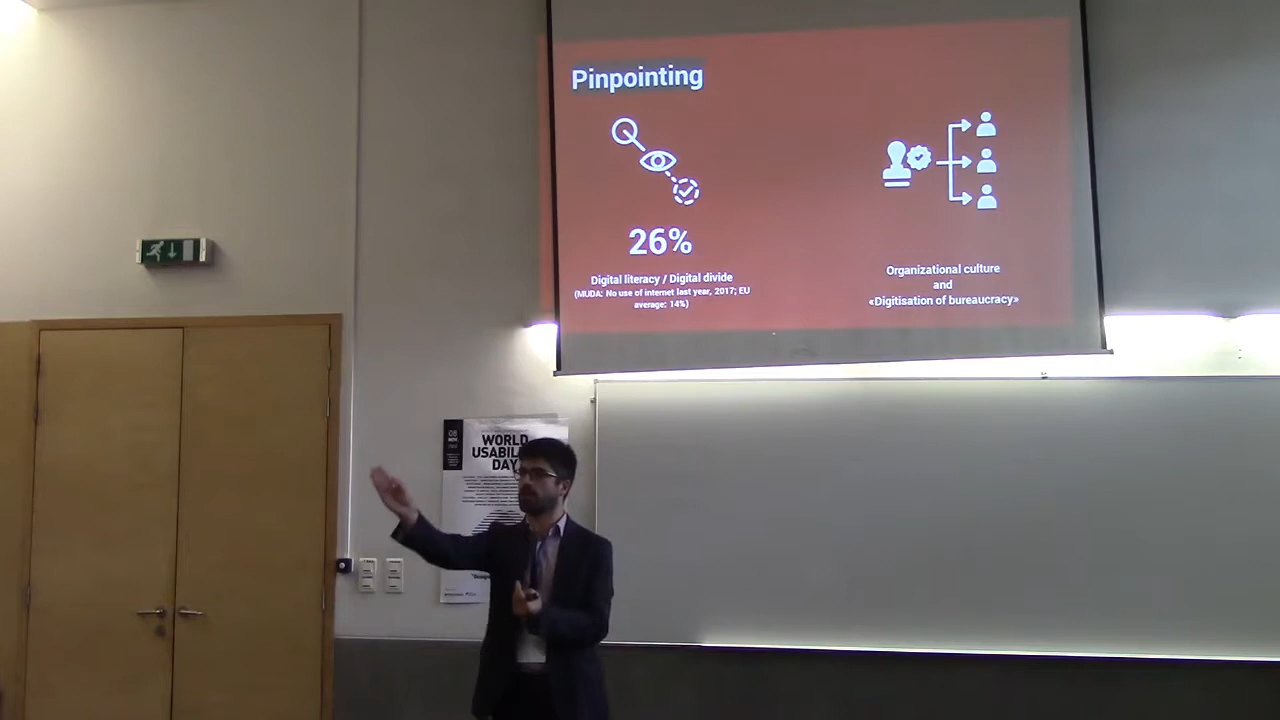 Pinpointing
26%
Digital literacy / Digital divide
(MUDA: No use of internet last year, 2017; EU
average: 14%)
Organizational culture
and
«Digitisation of bureaucracy»
08
WORLD
USABIL
DAY